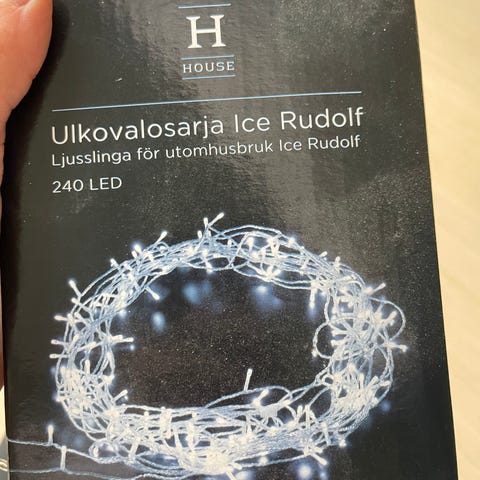 H
HOUSE
Ulkovalosarja Ice Rudolf
Ljusslinga för utomhusbruk Ice Rudolf
240 LED